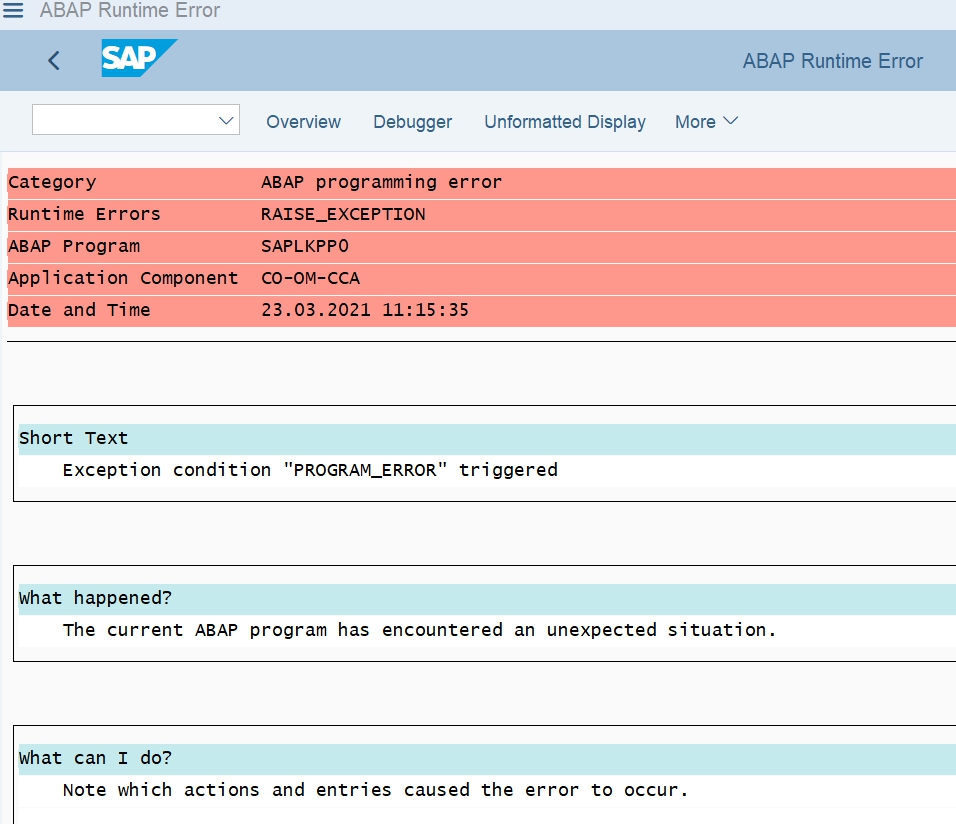 ABAP Runtime Error
SAP ABAP Runtime Error
Overview Debugger Unformatted Display More
Category ABAP programming error
Runtime Errors RAISE_EXCEPTION
ABAP Program SAPLKPP0
Application Component CO-OM-CCA
Date and Time 23.03.2021 11:15:35
Short Text
Exception condition "PROGRAM_ERROR" triggered
What happened?
The current ABAP program has encountered an unexpected situation.
What can I do?
Note which actions and entries caused the error to occur.